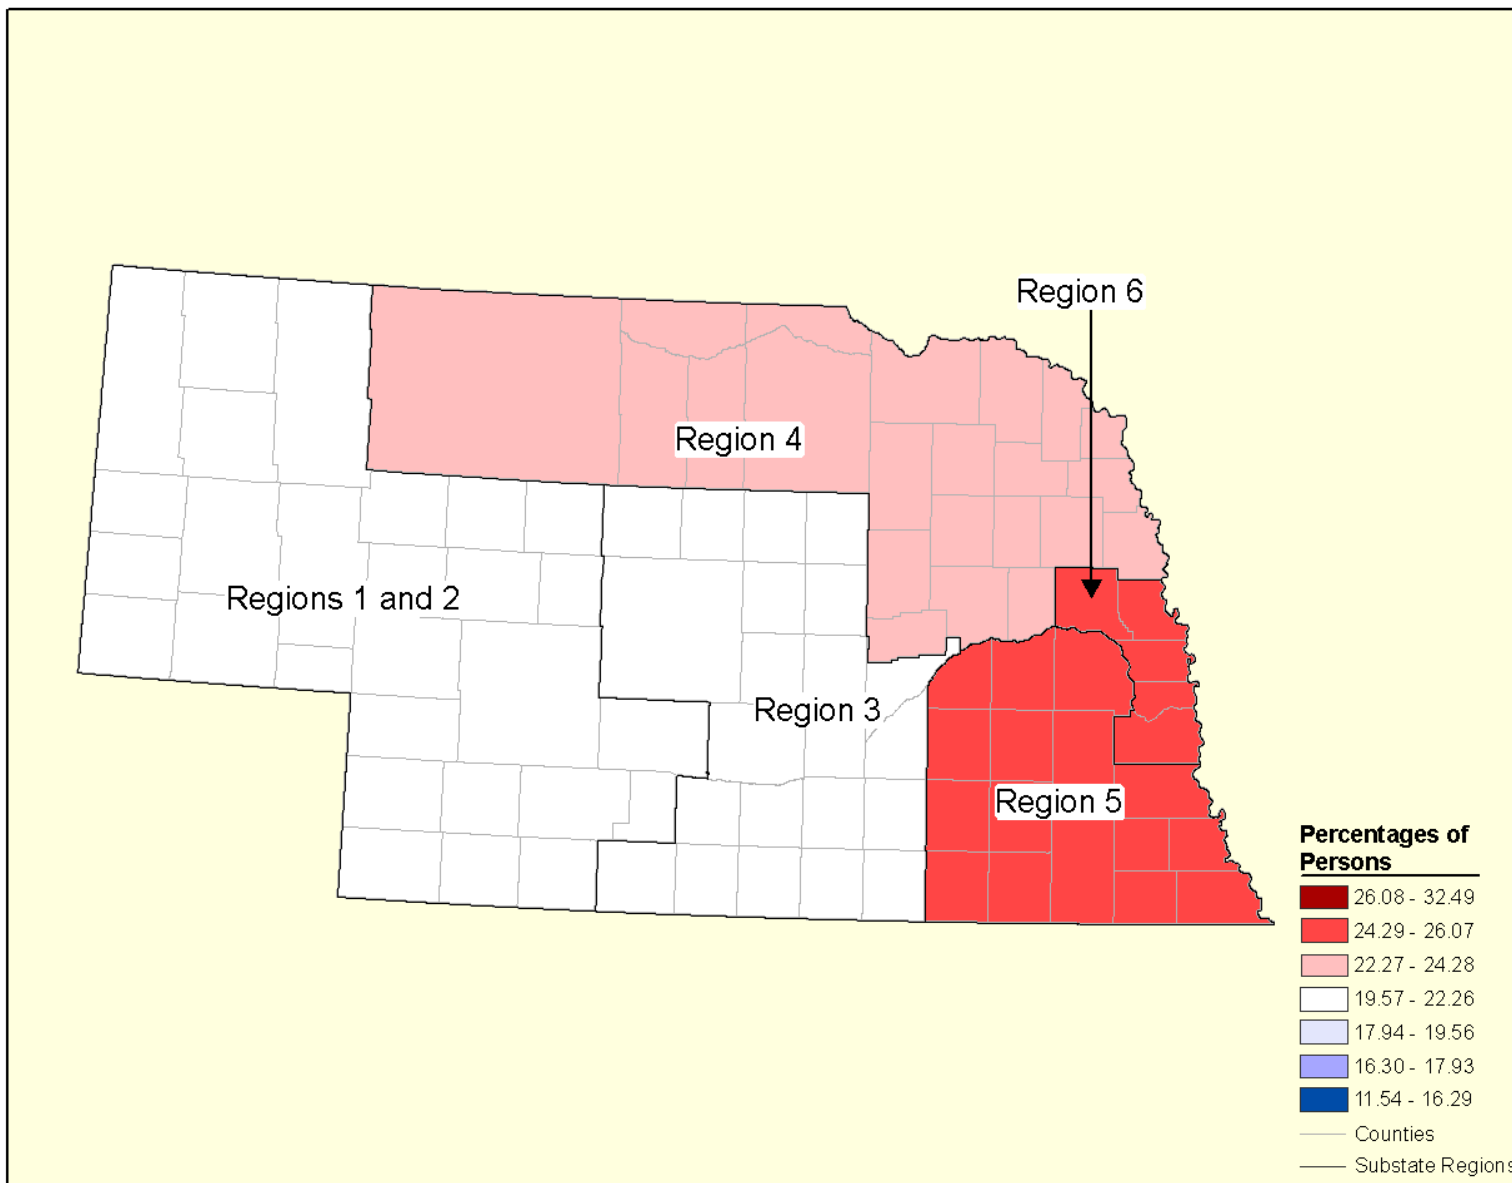 Region 6
Region 4
Regions 1 and 2
Region 3
Region 5
Percentages of
Persons
26.08 - 32.49
24.29 - 26.07
22.27 - 24.28
19.57 - 22.26
17.94 - 19.56
16.30 - 17.93
11.54 - 16.29
Counties
Substate Regions